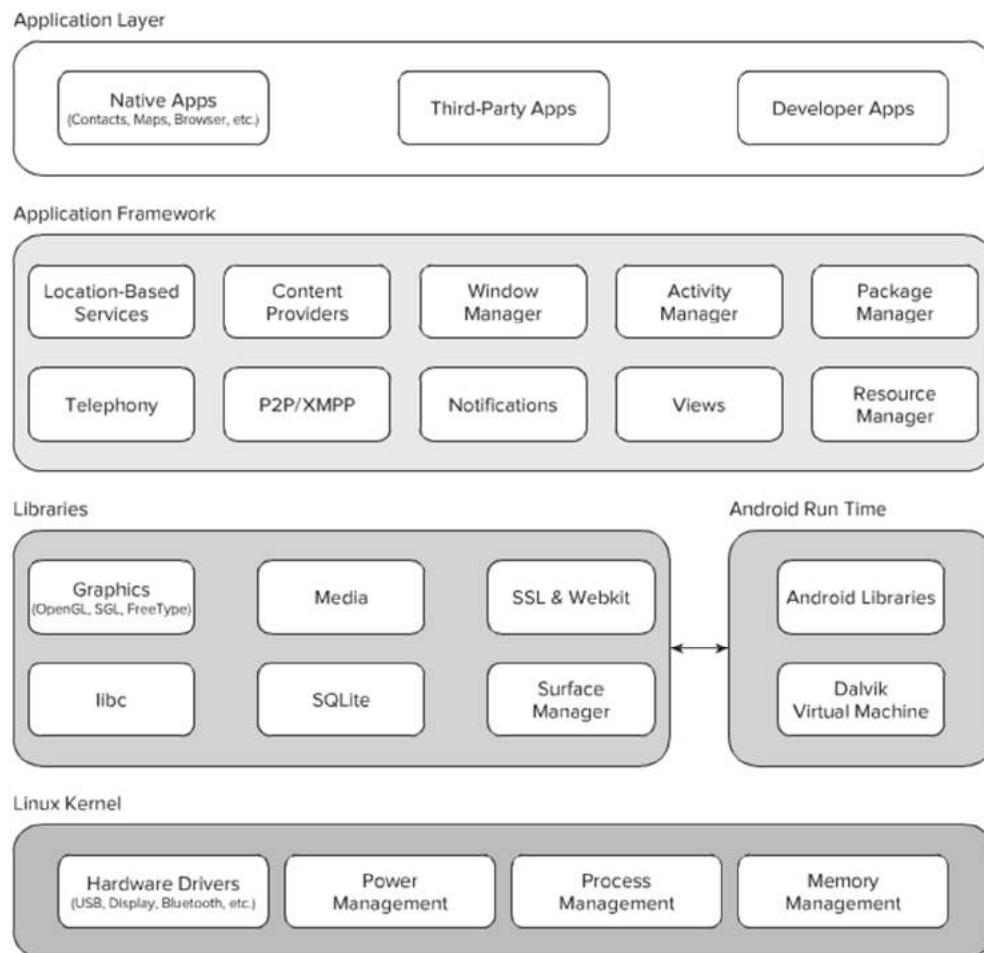 Application Layer
Native Apps
(Contacts, Maps, Browser, etc.)
Third-Party Apps
Developer Apps
Application Framework
Location-Based
Services
Content
Providers
Window
Manager
Activity
Manager
Package
Manager
Telephony
P2P/XMPP
Notifications
Views
Resource
Manager
Libraries
Graphics
(OpenGL, SGL, FreeType)
Media
SSL & Webkit
libc
SQLite
Surface
Manager
Android Run Time
Android Libraries
Dalvik
Virtual Machine
Linux Kernel
Hardware Drivers
(USB, Display, Bluetooth, etc.)
Power
Management
Process
Management
Memory
Management